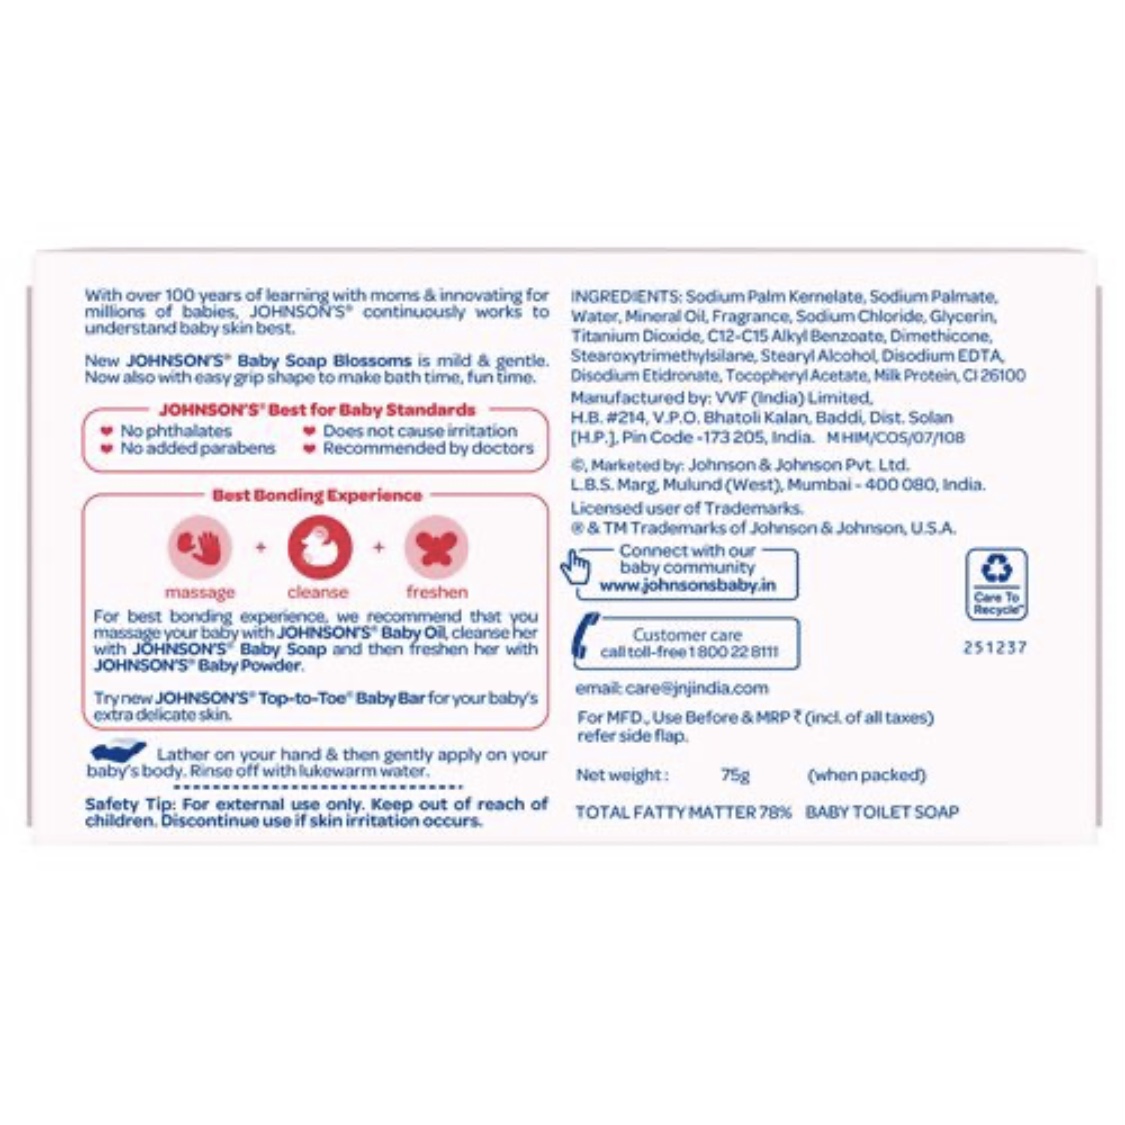 With over 100 years of learning with moms & innovating for
millions of babies, JOHNSON'S® continuously works to
understand baby skin best.
New JOHNSON'S® Baby Soap Blossoms is mild & gentle.
Now also with easy grip shape to make bath time, fun time.
JOHNSON'S® Best for Baby Standards
No phthalates
Does not cause irritation
No added parabens
Recommended by doctors
Best Bonding Experience
massage + cleanse + freshen
For best bonding experience, we recommend that you
massage your baby with JOHNSON'S® Baby Oil, cleanse her
with JOHNSON'S® Baby Soap and then freshen her with
JOHNSON'S® Baby Powder.
Try new JOHNSON'S® Top-to-Toe® Baby Bar for your baby's
extra delicate skin.
Lather on your hand & then gently apply on your
baby's body. Rinse off with lukewarm water.
Safety Tip: For external use only. Keep out of reach of
children. Discontinue use if skin irritation occurs.
INGREDIENTS: Sodium Palm Kernelate, Sodium Palmate,
Water, Mineral Oil, Fragrance, Sodium Chloride, Glycerin,
Titanium Dioxide, C12-C15 Alkyl Benzoate, Dimethicone,
Stearoxytrimethylsilane, Stearyl Alcohol, Disodium EDTA,
Disodium Etidronate, Tocopheryl Acetate, Milk Protein, CI 26100
Manufactured by: VVF (India) Limited,
H.B. #214, V.P.O. Bhatoli Kalan, Baddi, Dist. Solan
[H.P.], Pin Code -173 205, India. M HIM/COS/07/108
©, Marketed by: Johnson & Johnson Pvt. Ltd.
L.B.S. Marg, Mulund (West), Mumbai - 400 080, India.
Licensed user of Trademarks.
® & TM Trademarks of Johnson & Johnson, U.S.A.
Connect with our
baby community
www.johnsonsbaby.in
Care To
Recycle™
Customer care
call toll-free 1 800 22 8111
251237
email: care@jnjindia.com
For MFD., Use Before & MRP ₹ (incl. of all taxes)
refer side flap.
Net weight : 75g (when packed)
TOTAL FATTY MATTER 78% BABY TOILET SOAP